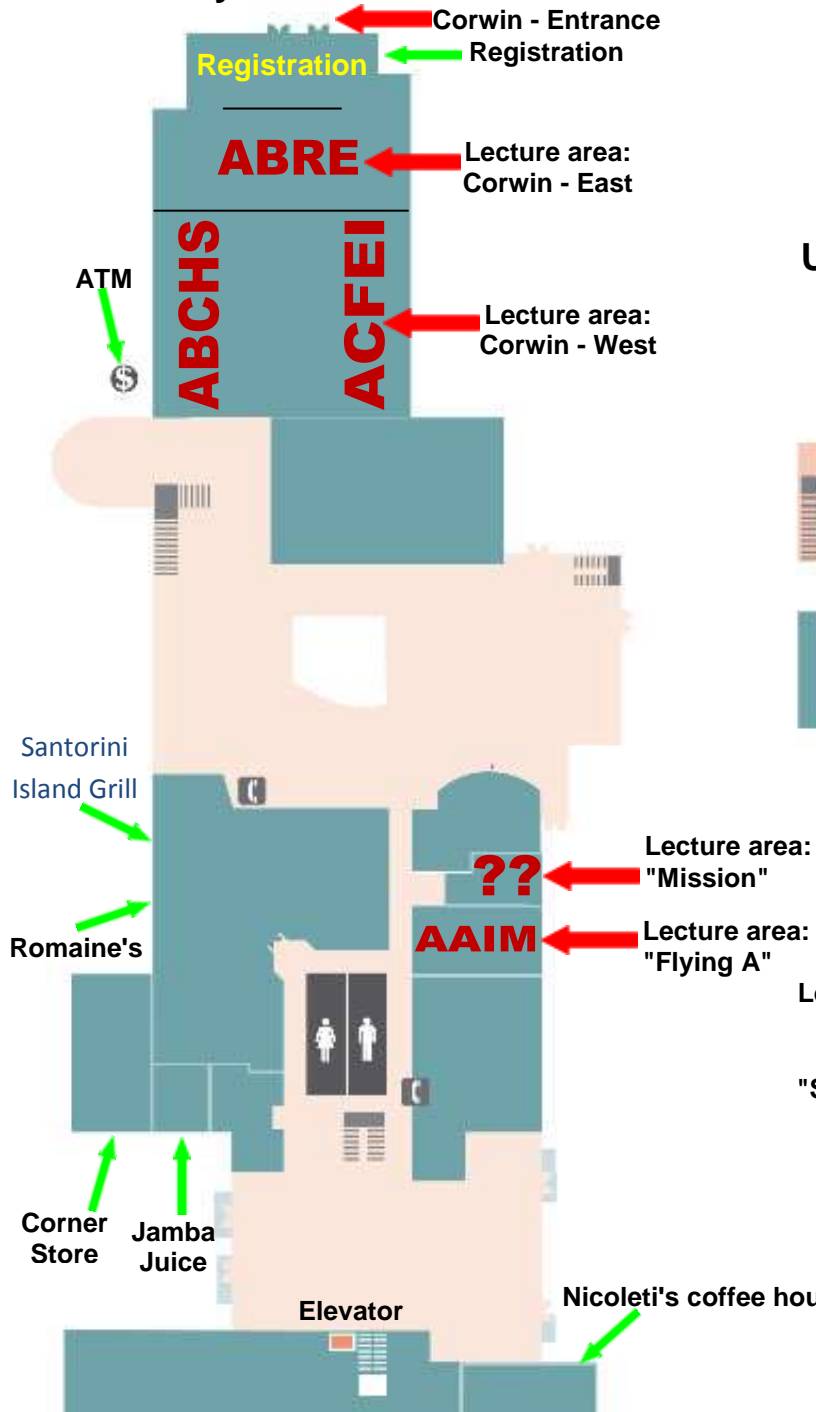 Corwin - Entrance
Registration
Registration
ABRE
Lecture area:
Corwin - East
ABCHS
ACFEI
ATM
$
Lecture area:
Corwin - West
Santorini
Island Grill
??
Lecture area:
"Mission"
Romaine's
AAIM
Lecture area:
"Flying A"
"S
Corner
Store
Jamba
Juice
Elevator
Nicoleti's coffee hou